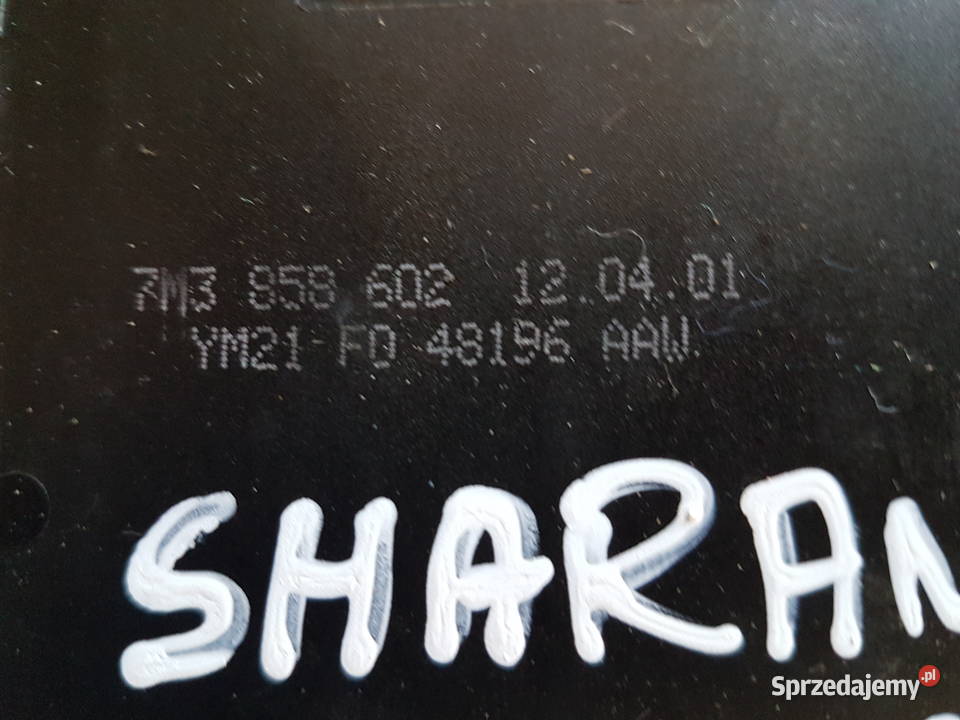 7M3 858 602 12.04.01
YM21 F0 48196 AAW
SHARAN
Sprzedajemy.pl